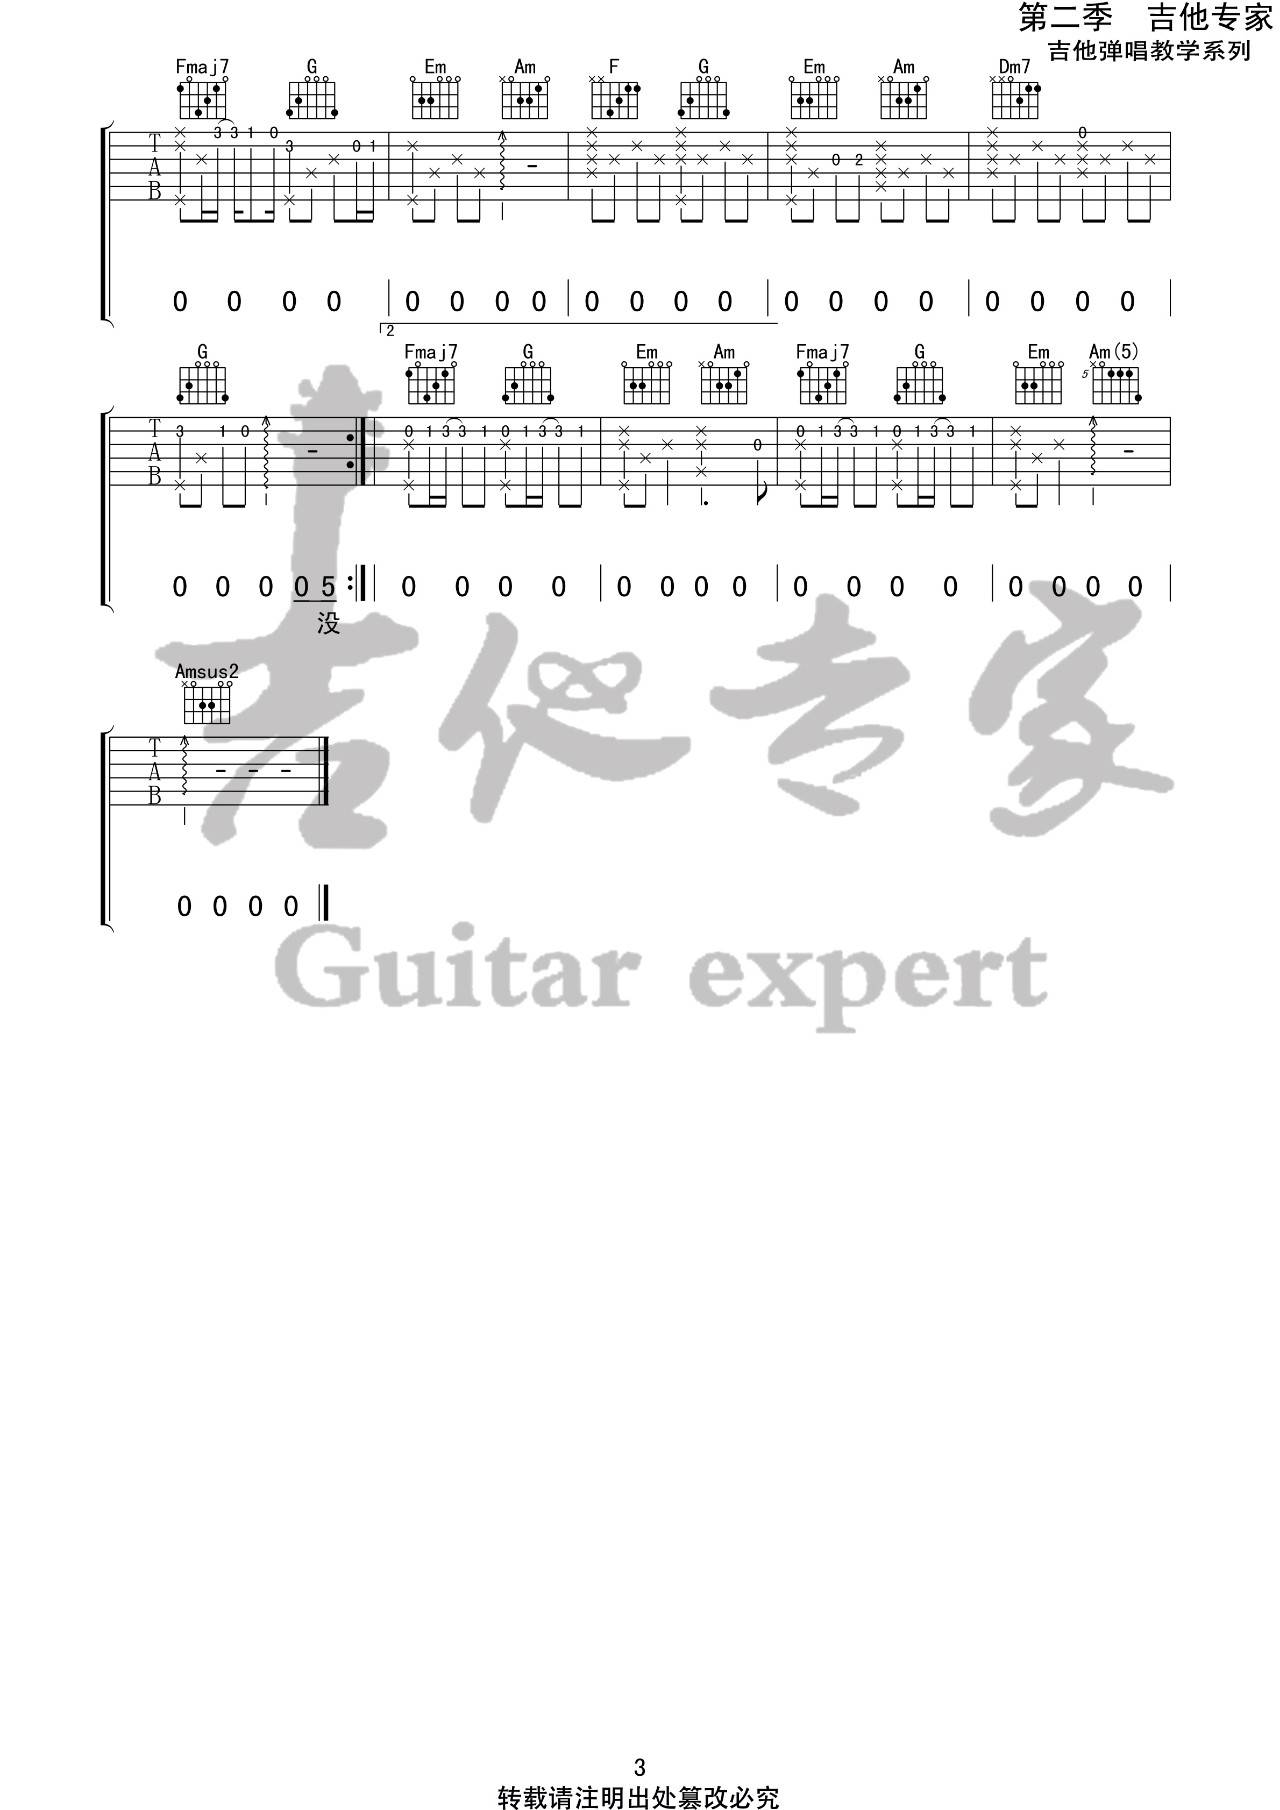 第二季 吉他专家
吉他弹唱教学系列
Fmaj7 G Em Am F G Em Am Dm7
T A B 3 3 1 0 3 0 1 0 2 0
0 0 0 0 0 0 0 0 0 0 0 0 0 0 0 0 0 0 0 0
2
G Fmaj7 G Em Am Fmaj7 G Em Am(5)
5
T A B 3 1 0 0 1 3 3 1 0 1 3 3 1 0 0 1 3 3 1 0 1 3 3 1
0 0 0 0 5 0 0 0 0 0 0 0 0 0 0 0 0 0 0 0 0
没
吉他专家
Amsus2
T A B
0 0 0 0
Guitar expert
3
转载请注明出处篡改必究